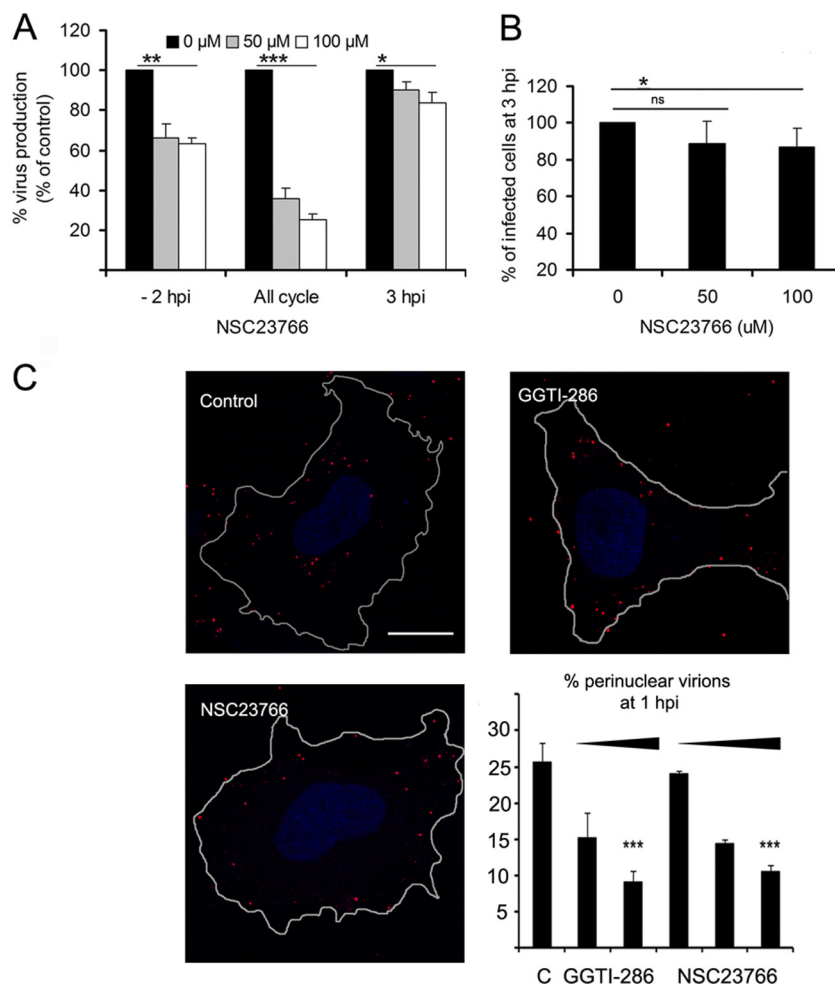 A
0 µM 50 µM 100 µM
120
100
80
60
40
20
% virus production
(% of control)
** *** *
- 2 hpi All cycle 3 hpi
NSC23766
B
% of infected cells at 3 hpi
120
100
80
60
40
20
*
ns
0 50 100
NSC23766 (uM)
C
Control
GGTI-286
NSC23766
% perinuclear virions
at 1 hpi
30
25
20
15
10
5
*** ***
C GGTI-286 NSC23766